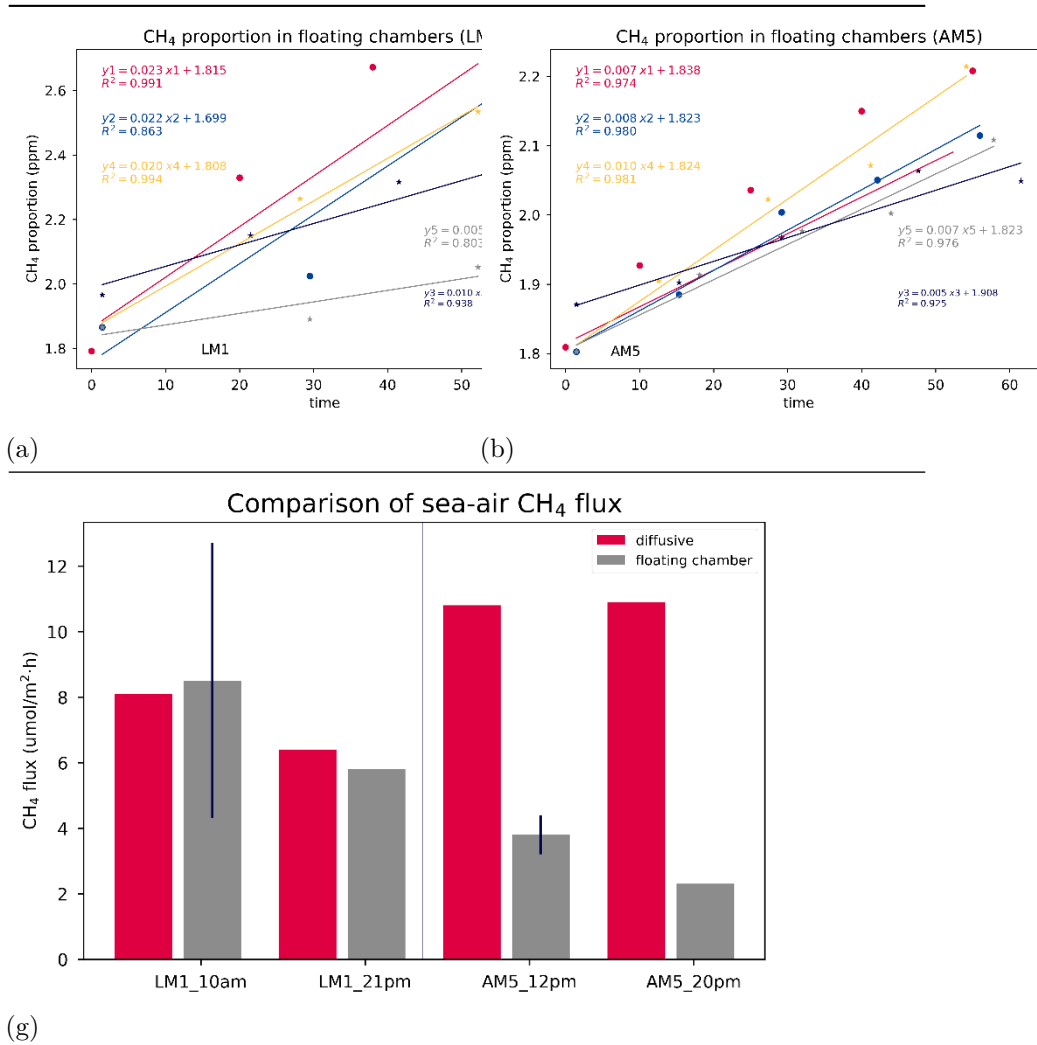 CH₄ proportion in floating chambers (LM
y1 = 0.023 x1 + 1.815
R² = 0.991
y2 = 0.022 x2 + 1.699
R² = 0.863
y4 = 0.020 x4 + 1.808
R² = 0.994
y5 = 0.005
R² = 0.803
y3 = 0.010 x
R² = 0.938
LM1
CH₄ proportion (ppm)
2.6
2.4
2.2
2.0
1.8
0 10 20 30 40 50
time
(a)
CH₄ proportion in floating chambers (AM5)
y1 = 0.007 x1 + 1.838
R² = 0.974
y2 = 0.008 x2 + 1.823
R² = 0.980
y4 = 0.010 x4 + 1.824
R² = 0.981
y5 = 0.007 x5 + 1.823
R² = 0.976
y3 = 0.005 x3 + 1.908
R² = 0.925
AM5
CH₄ proportion (ppm)
2.2
2.1
2.0
1.9
1.8
0 10 20 30 40 50 60
time
(b)
Comparison of sea-air CH₄ flux
diffusive
floating chamber
CH₄ flux (umol/m²·h)
12
10
8
6
4
2
0
LM1_10am LM1_21pm AM5_12pm AM5_20pm
(g)